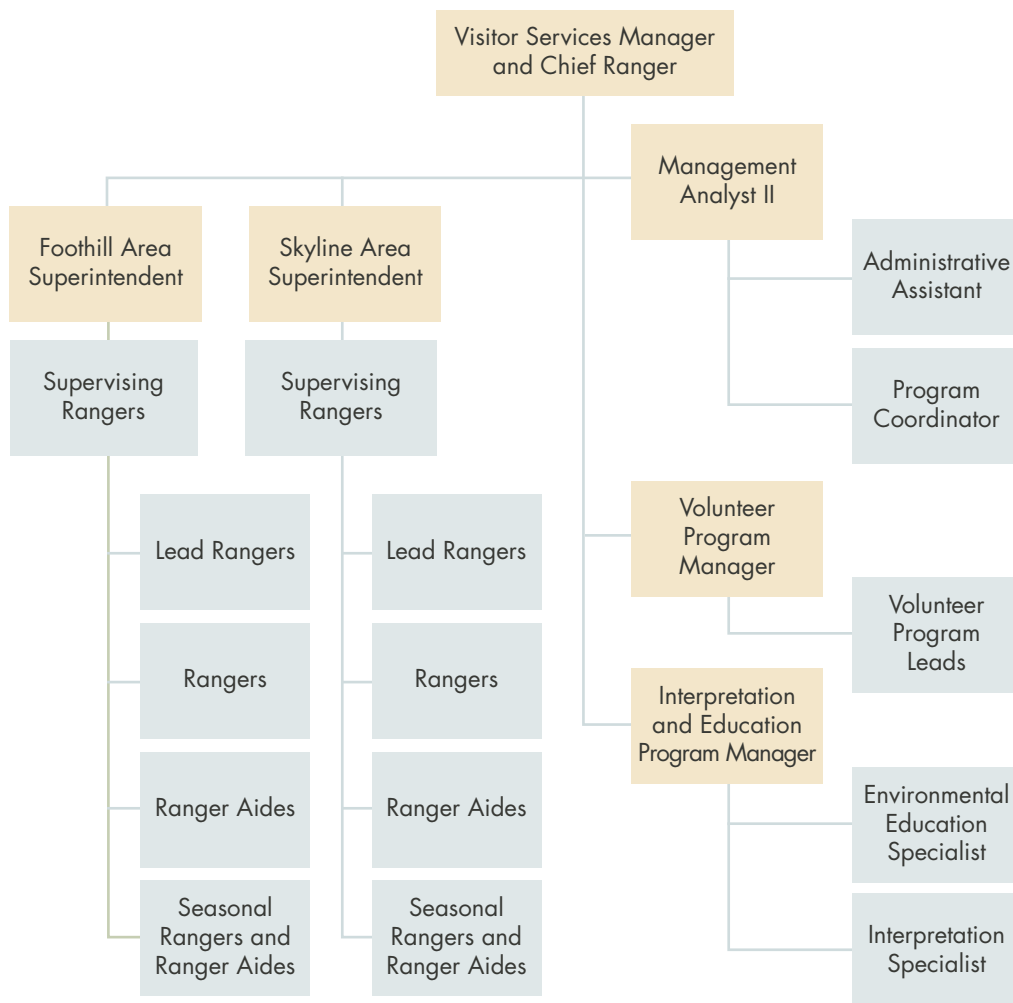 Visitor Services Manager
and Chief Ranger
Management
Analyst II
Foothill Area
Superintendent
Skyline Area
Superintendent
Administrative
Assistant
Supervising
Rangers
Supervising
Rangers
Program
Coordinator
Lead Rangers
Lead Rangers
Volunteer
Program
Manager
Volunteer
Program
Leads
Rangers
Rangers
Interpretation
and Education
Program Manager
Ranger Aides
Ranger Aides
Environmental
Education
Specialist
Seasonal
Rangers and
Ranger Aides
Seasonal
Rangers and
Ranger Aides
Interpretation
Specialist